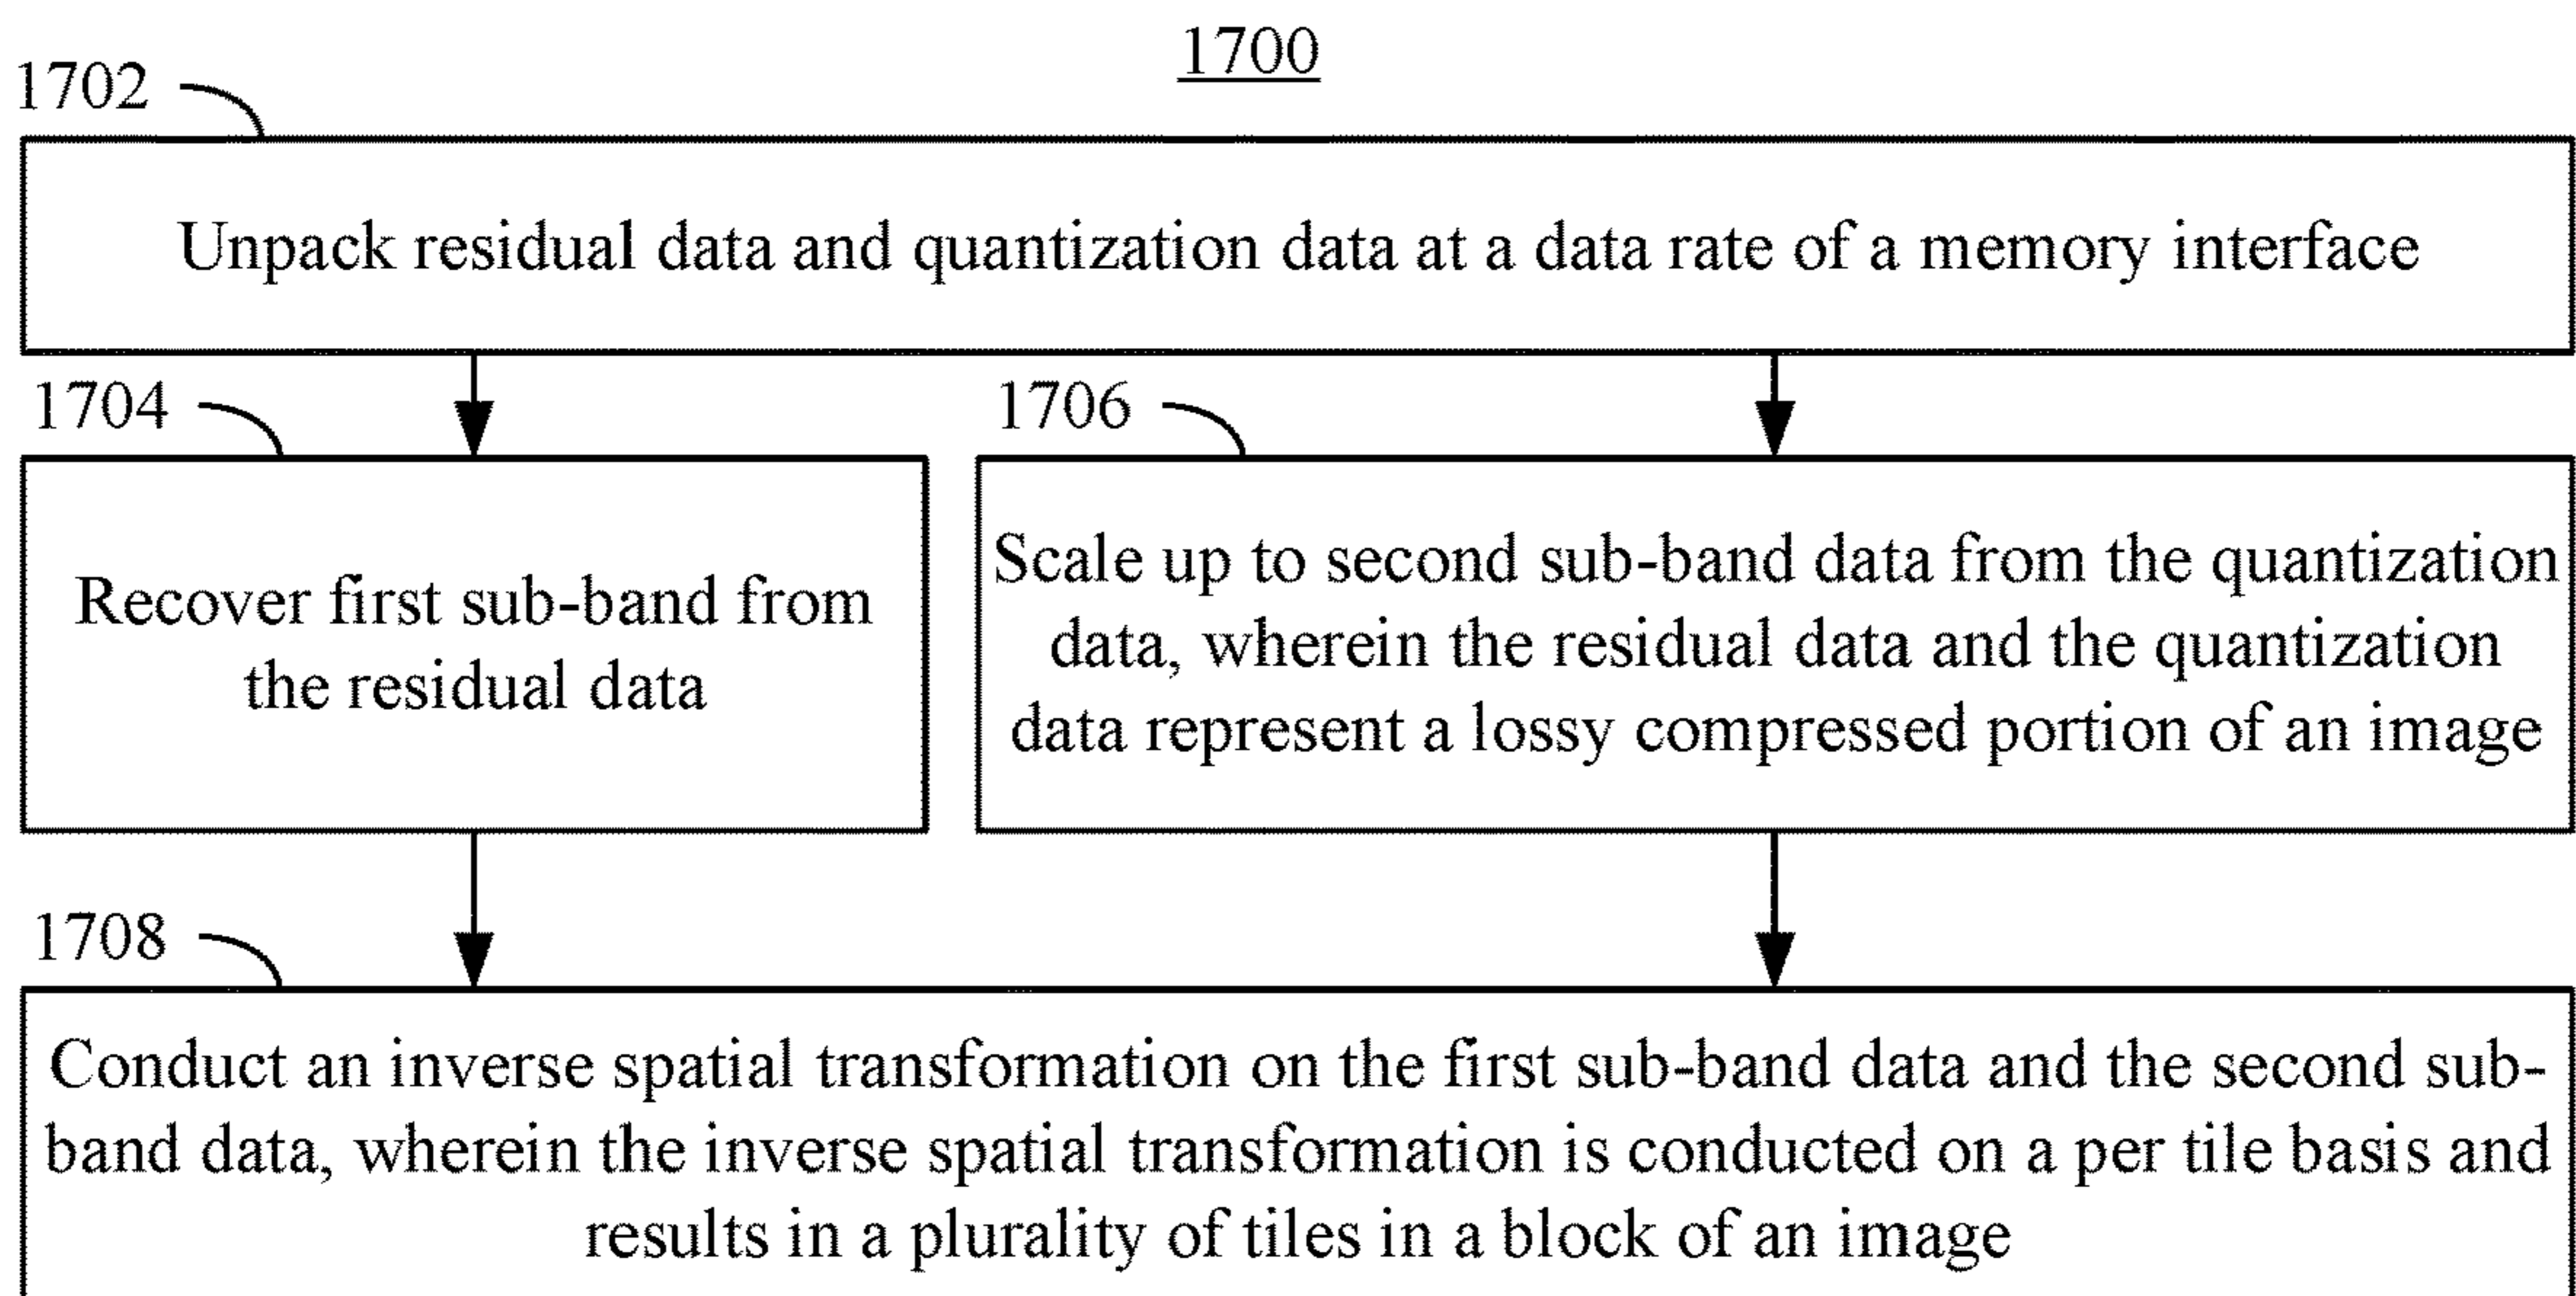 1700
1702
Unpack residual data and quantization data at a data rate of a memory interface
1704
Recover first sub-band from
the residual data
1706
Scale up to second sub-band data from the quantization
data, wherein the residual data and the quantization
data represent a lossy compressed portion of an image
1708
Conduct an inverse spatial transformation on the first sub-band data and the second sub-
band data, wherein the inverse spatial transformation is conducted on a per tile basis and
results in a plurality of tiles in a block of an image